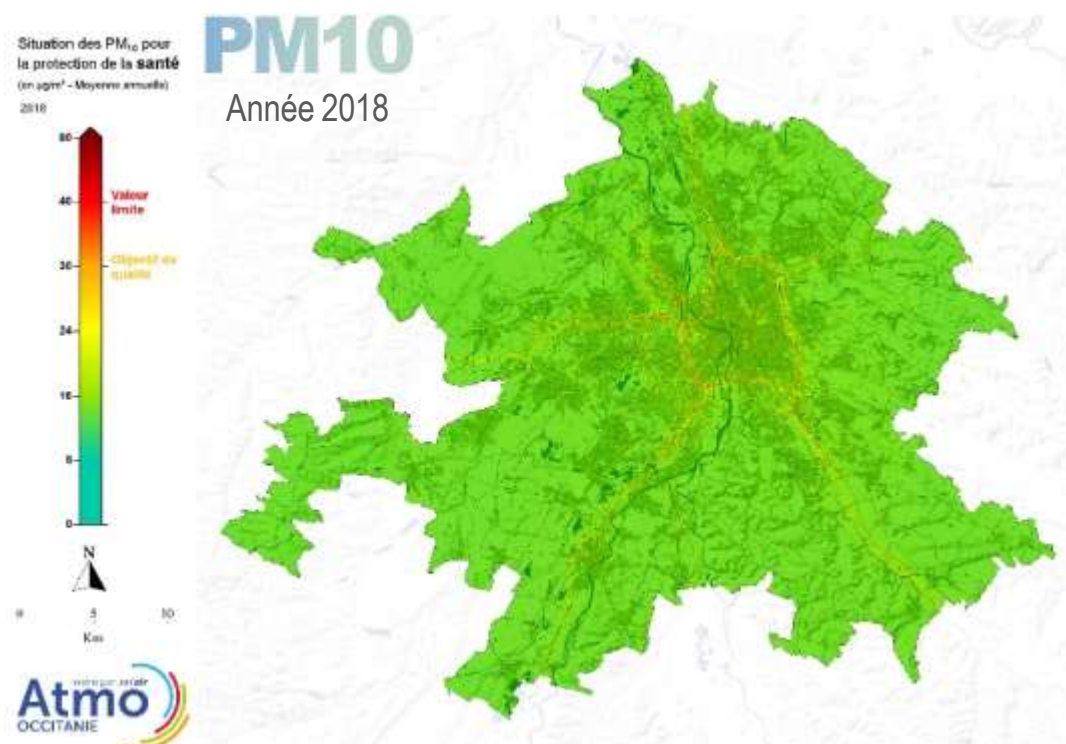 Situation des PM₁₀ pour
la protection de la santé
(en µg/m³ - Moyenne annuelle)
2018
PM10
Année 2018
80
40
Valeur
limite
30
Objectif de
qualité
24
16
8
0
N
0 5 10
Km
Atmo
OCCITANIE